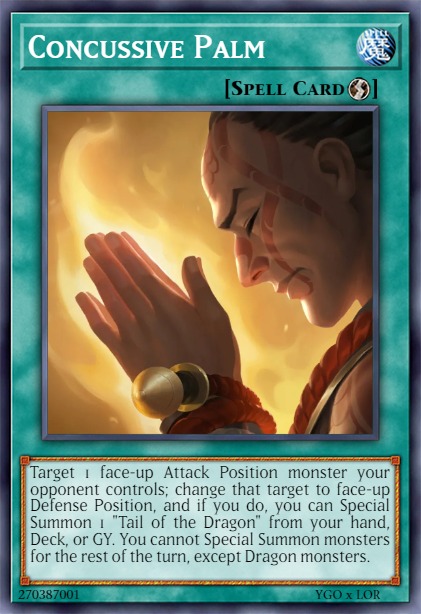 Concussive Palm
魔
[Spell Card]
Target 1 face-up Attack Position monster your
opponent controls; change that target to face-up
Defense Position, and if you do, you can Special
Summon 1 "Tail of the Dragon" from your hand,
Deck, or GY. You cannot Special Summon monsters
for the rest of the turn, except Dragon monsters.
270387001
YGO x LOR